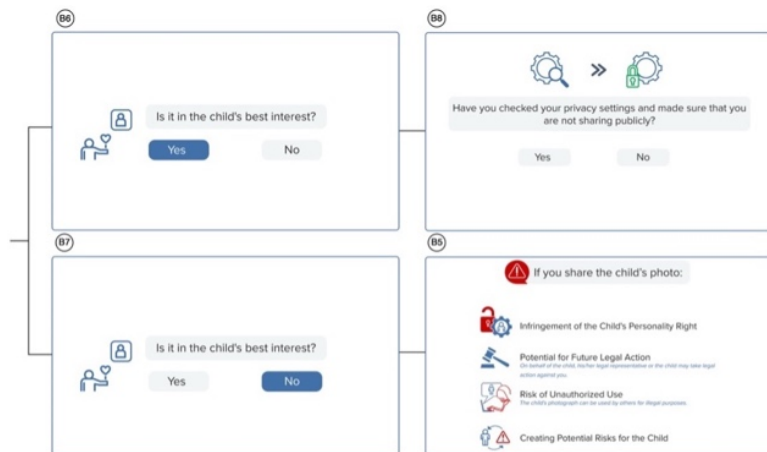 B6
Is it in the child's best interest?
Yes No
B8
Have you checked your privacy settings and made sure that you
are not sharing publicly?
Yes No
B7
Is it in the child's best interest?
Yes No
B5
If you share the child's photo:
Infringement of the Child's Personality Right
Potential for Future Legal Action
On behalf of the child, his/her legal representative or the child may take legal
action against you.
Risk of Unauthorized Use
The child's photograph can be used by others for illegal purposes.
Creating Potential Risks for the Child